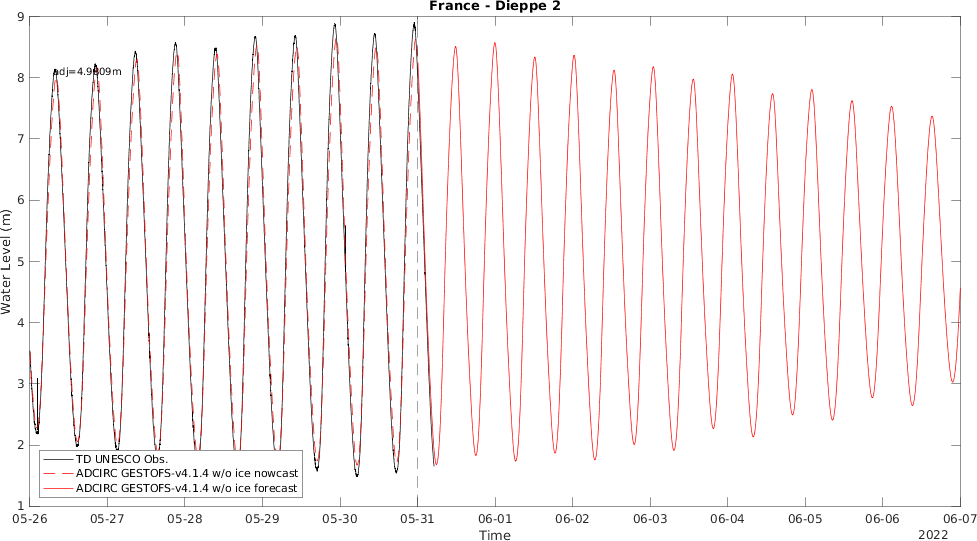 France - Dieppe 2
9
8
7
6
5
4
3
2
1
Water Level (m)
TD UNESCO Obs.
ADCIRC GESTOFS-v4.1.4 w/o ice nowcast
ADCIRC GESTOFS-v4.1.4 w/o ice forecast
05-26 05-27 05-28 05-29 05-30 05-31 06-01 06-02 06-03 06-04 06-05 06-06 06-07
Time
2022